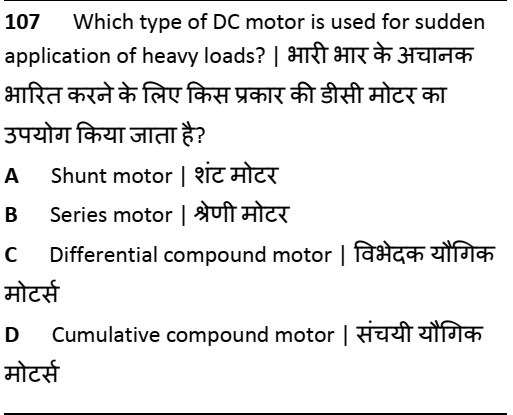 107 Which type of DC motor is used for sudden
application of heavy loads? | भारी भार के अचानक
भारित करने के लिए किस प्रकार की डीसी मोटर का
उपयोग किया जाता है?
A Shunt motor | शंट मोटर
B Series motor | श्रेणी मोटर
C Differential compound motor | विभेदक यौगिक
मोटर्स
D Cumulative compound motor | संचयी यौगिक
मोटर्स